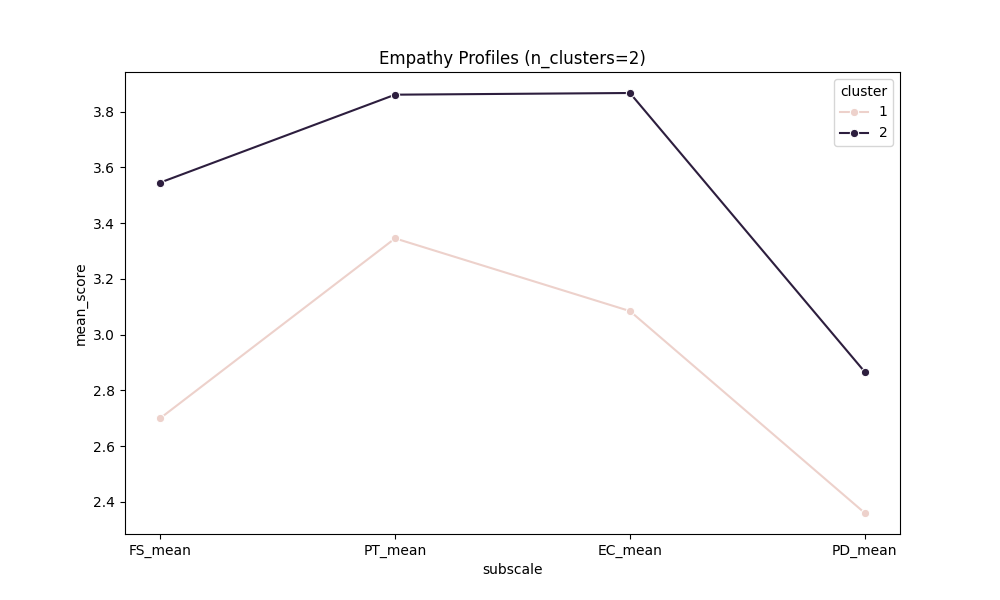 Empathy Profiles (n_clusters=2)
cluster
1
2
mean_score
3.8
3.6
3.4
3.2
3.0
2.8
2.6
2.4
FS_mean PT_mean EC_mean PD_mean
subscale